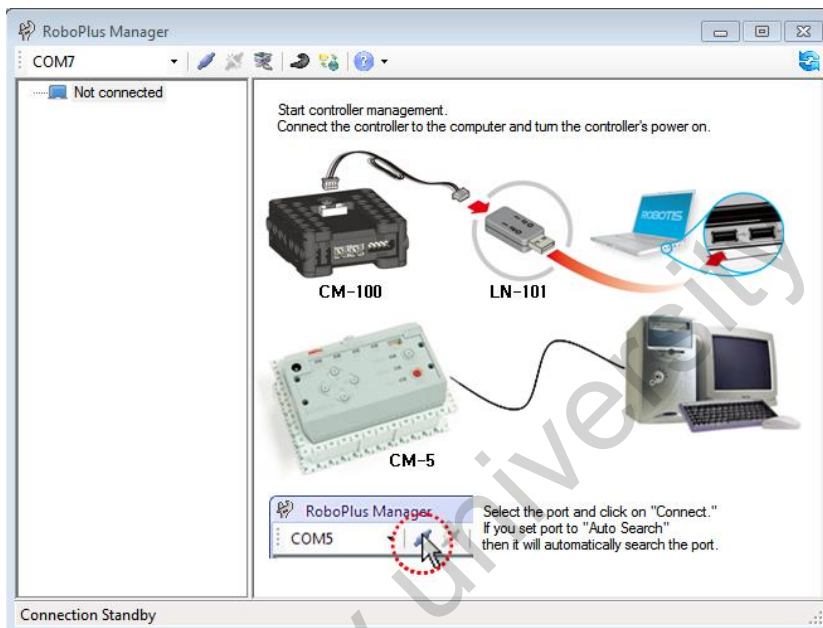 RoboPlus Manager
COM7
Not connected
Start controller management.
Connect the controller to the computer and turn the controller's power on.
ROBOTIS
CM-100
LN-101
CM-5
RoboPlus Manager
COM5
Select the port and click on "Connect."
If you set port to "Auto Search"
then it will automatically search the port.
Connection Standby
university